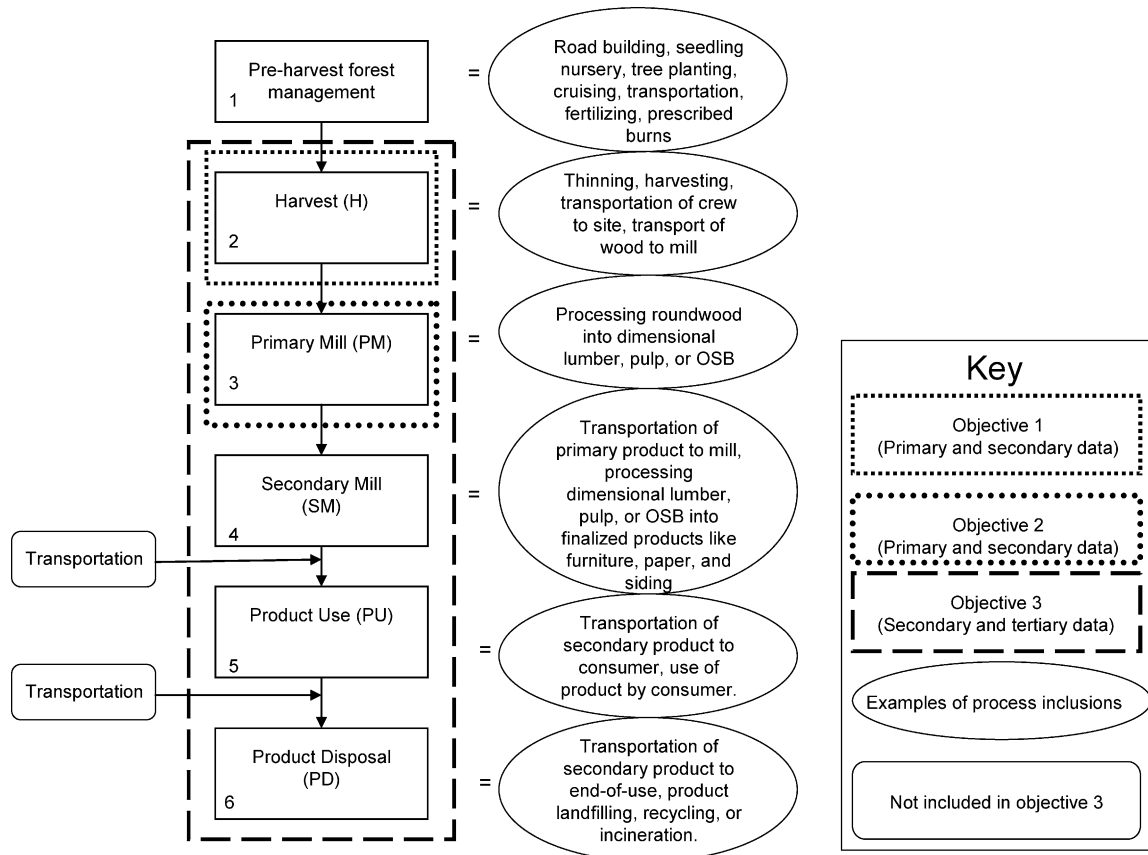 Pre-harvest forest
management
1
=
Road building, seedling
nursery, tree planting,
cruising, transportation,
fertilizing, prescribed
burns
Harvest (H)
2
=
Thinning, harvesting,
transportation of crew
to site, transport of
wood to mill
Primary Mill (PM)
3
=
Processing roundwood
into dimensional
lumber, pulp, or OSB
Secondary Mill
(SM)
4
=
Transportation of
primary product to mill,
processing
dimensional lumber,
pulp, or OSB into
finalized products like
furniture, paper, and
siding
Transportation
Product Use (PU)
5
=
Transportation of
secondary product to
consumer, use of
product by consumer.
Transportation
Product Disposal
(PD)
6
=
Transportation of
secondary product to
end-of-use, product
landfilling, recycling, or
incineration.
Key
Objective 1
(Primary and secondary data)
Objective 2
(Primary and secondary data)
Objective 3
(Secondary and tertiary data)
Examples of process inclusions
Not included in objective 3